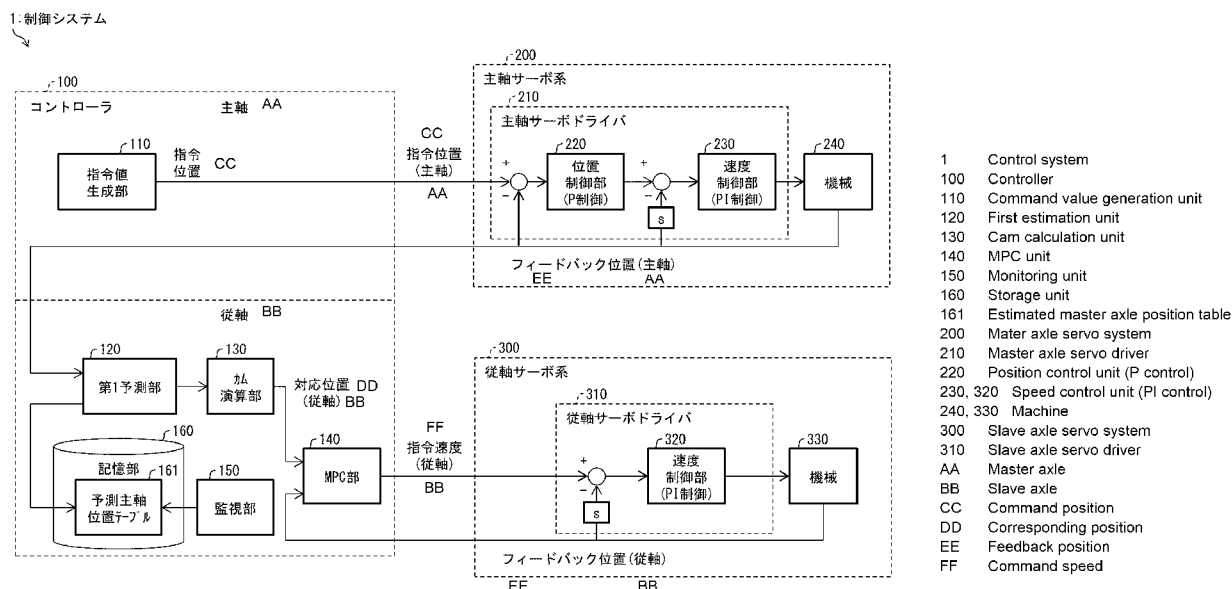 1:制御システム
100
コントローラ
主軸 AA
110
指令値
生成部
指令
位置 CC
CC
指令位置
(主軸)
AA
200
主軸サーボ系
210
主軸サーボドライバ
+
−
220
位置
制御部
(P制御)
+
−
230
速度
制御部
(PI制御)
240
機械
s
フィードバック位置(主軸)
EE
AA
従軸 BB
120
第1予測部
130
カム
演算部
対応位置 DD
(従軸) BB
160
記憶部
161
予測主軸
位置テーブル
150
監視部
140
MPC部
FF
指令速度
(従軸)
BB
300
従軸サーボ系
310
従軸サーボドライバ
+
−
320
速度
制御部
(PI制御)
330
機械
s
フィードバック位置(従軸)
EE
BB
1 Control system
100 Controller
110 Command value generation unit
120 First estimation unit
130 Cam calculation unit
140 MPC unit
150 Monitoring unit
160 Storage unit
161 Estimated master axle position table
200 Mater axle servo system
210 Master axle servo driver
220 Position control unit (P control)
230, 320 Speed control unit (PI control)
240, 330 Machine
300 Slave axle servo system
310 Slave axle servo driver
AA Master axle
BB Slave axle
CC Command position
DD Corresponding position
EE Feedback position
FF Command speed